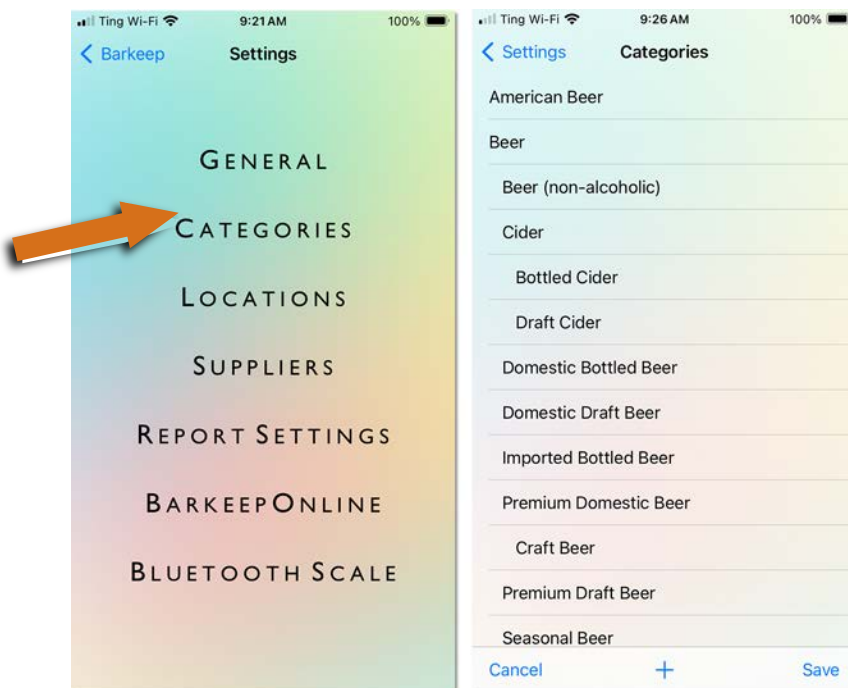 Ting Wi-Fi 9:21 AM 100%
Barkeep Settings
GENERAL
CATEGORIES
LOCATIONS
SUPPLIERS
REPORT SETTINGS
BARKEEPONLINE
BLUETOOTH SCALE
Ting Wi-Fi 9:26 AM 100%
Settings Categories
American Beer
Beer
Beer (non-alcoholic)
Cider
Bottled Cider
Draft Cider
Domestic Bottled Beer
Domestic Draft Beer
Imported Bottled Beer
Premium Domestic Beer
Craft Beer
Premium Draft Beer
Seasonal Beer
Cancel + Save